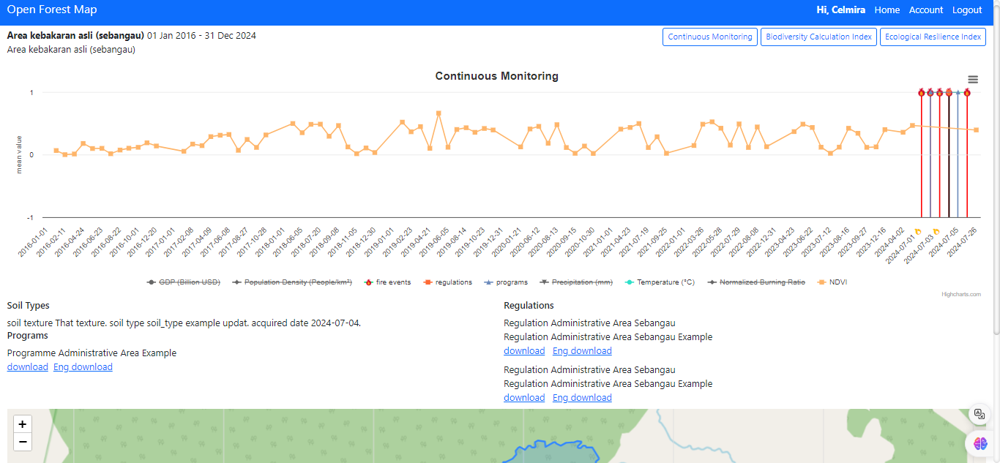 Open Forest Map
Hi, Celmira Home Account Logout
Area kebakaran asli (sebangau) 01 Jan 2016 - 31 Dec 2024
Area kebakaran asli (sebangau)
Continuous Monitoring Biodiversity Calculation Index Ecological Resilience Index
Continuous Monitoring
mean value
1
0
-1
2016-01-01 2016-02-11 2016-04-24 2016-06-23 2016-08-22 2016-10-01 2016-12-20 2017-01-01 2017-02-08 2017-04-09 2017-06-08 2017-08-27 2017-10-28 2018-01-01 2018-06-05 2018-07-20 2018-09-08 2018-11-05 2018-12-30 2019-01-01 2019-02-23 2019-04-21 2019-06-05 2019-08-14 2019-10-23 2019-12-31 2020-01-21 2020-06-12 2020-08-13 2020-09-15 2020-10-30 2021-01-01 2021-04-23 2021-07-19 2021-09-25 2022-01-01 2022-03-26 2022-05-28 2022-07-29 2022-08-08 2022-12-31 2023-04-23 2023-06-22 2023-07-12 2023-08-16 2023-09-27 2023-12-16 2024-04-02 2024-07-01 2024-07-03 2024-07-05 2024-07-26
GDP (Billion USD) Population Density (People/km²) fire events regulations programs Precipitation (mm) Temperature (°C) Normalized Burning Ratio NDVI
Highcharts.com
Soil Types
soil texture That texture. soil type soil_type example updat. acquired date 2024-07-04.
Programs
Programme Administrative Area Example
download Eng download
Regulations
Regulation Administrative Area Sebangau
Regulation Administrative Area Sebangau Example
download Eng download
Regulation Administrative Area Sebangau
Regulation Administrative Area Sebangau Example
download Eng download
+
−